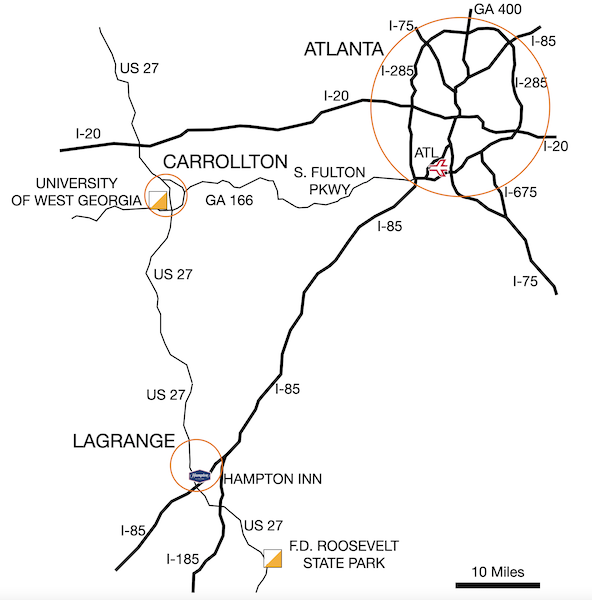 GA 400
I-75
I-85
ATLANTA
I-285
I-285
US 27
I-20
I-20
I-20
ATL
CARROLLTON
S. FULTON
PKWY
UNIVERSITY
OF WEST GEORGIA
GA 166
I-675
I-85
US 27
I-75
US 27
I-85
LAGRANGE
Hampton
HAMPTON INN
I-85
US 27
I-185
F.D. ROOSEVELT
STATE PARK
10 Miles